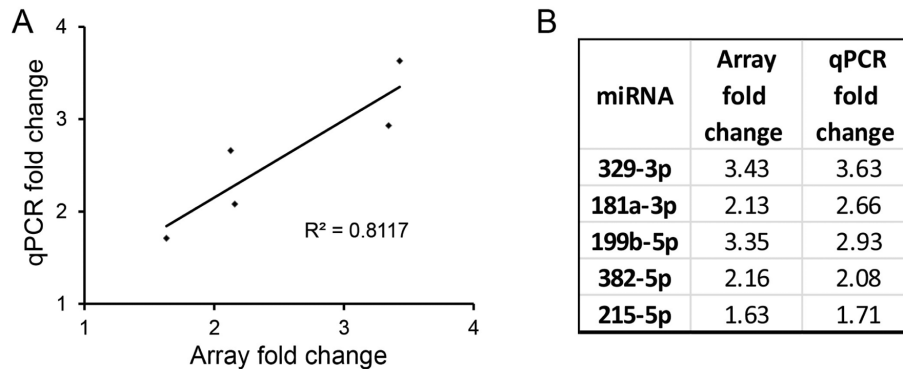 A
qPCR fold change
4
3
2
1
1 2 3 4
Array fold change
R² = 0.8117
B
miRNA Array fold change qPCR fold change
329-3p 3.43 3.63
181a-3p 2.13 2.66
199b-5p 3.35 2.93
382-5p 2.16 2.08
215-5p 1.63 1.71